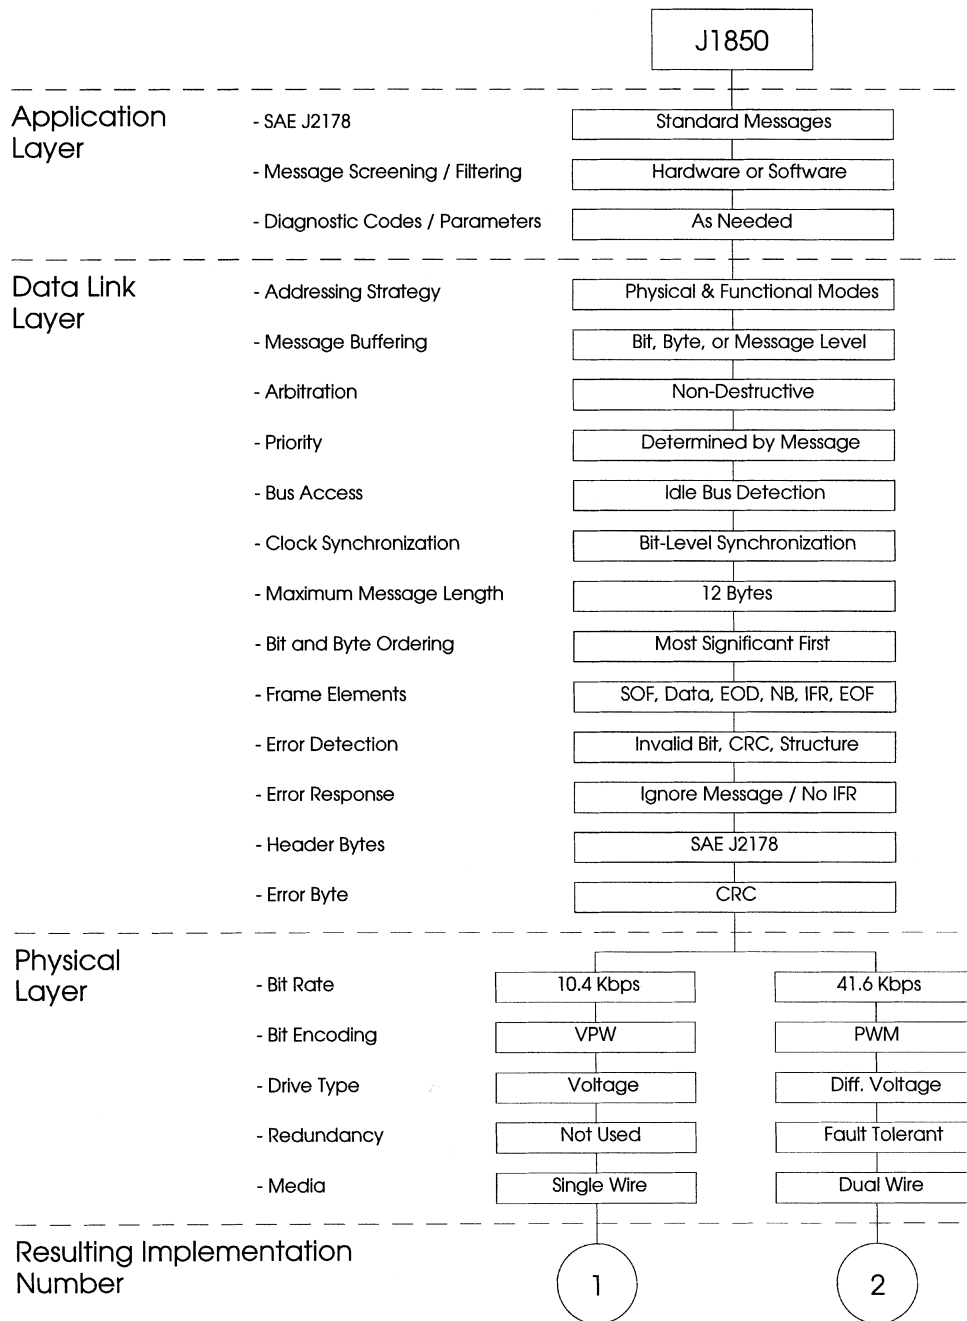 J1850
Application
Layer
- SAE J2178
Standard Messages
- Message Screening / Filtering
Hardware or Software
- Diagnostic Codes / Parameters
As Needed
Data Link
Layer
- Addressing Strategy
Physical & Functional Modes
- Message Buffering
Bit, Byte, or Message Level
- Arbitration
Non-Destructive
- Priority
Determined by Message
- Bus Access
Idle Bus Detection
- Clock Synchronization
Bit-Level Synchronization
- Maximum Message Length
12 Bytes
- Bit and Byte Ordering
Most Significant First
- Frame Elements
SOF, Data, EOD, NB, IFR, EOF
- Error Detection
Invalid Bit, CRC, Structure
- Error Response
Ignore Message / No IFR
- Header Bytes
SAE J2178
- Error Byte
CRC
Physical
Layer
- Bit Rate
10.4 Kbps
41.6 Kbps
- Bit Encoding
VPW
PWM
- Drive Type
Voltage
Diff. Voltage
- Redundancy
Not Used
Fault Tolerant
- Media
Single Wire
Dual Wire
Resulting Implementation
Number
1
2